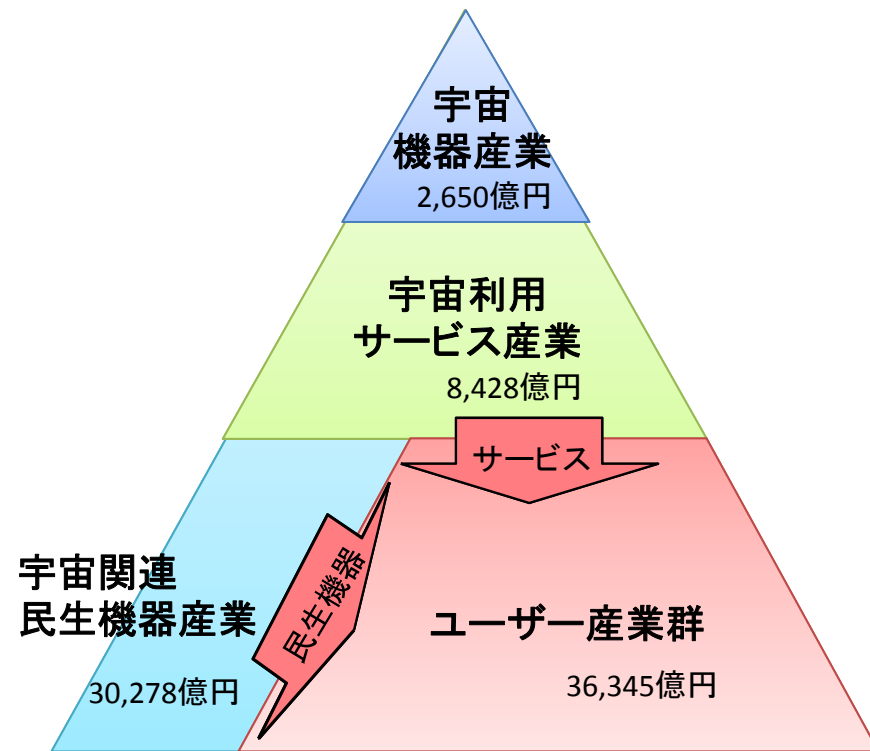 宇宙
機器産業
2,650億円
宇宙利用
サービス産業
8,428億円
サービス
宇宙関連
民生機器産業
30,278億円
民生機器
ユーザー産業群
36,345億円